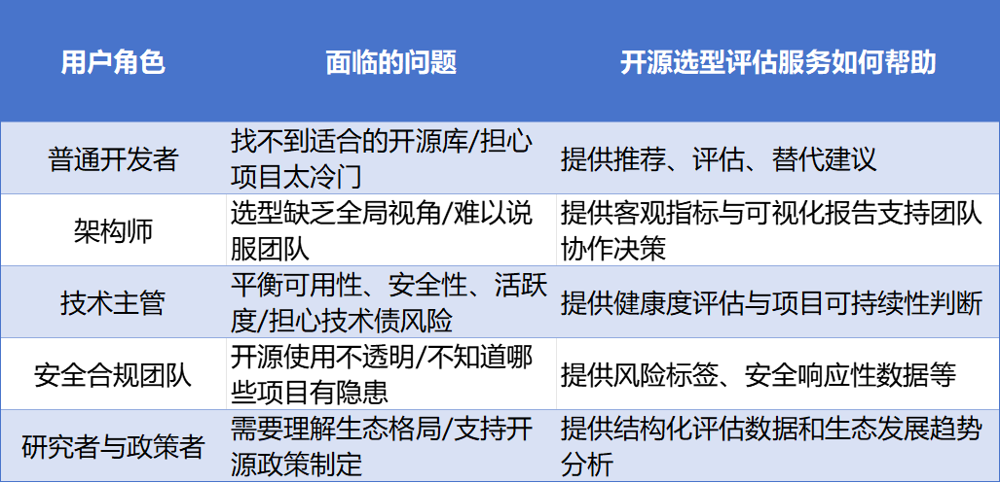 用户角色
面临的问题
开源选型评估服务如何帮助
普通开发者
找不到适合的开源库/担心
项目太冷门
提供推荐、评估、替代建议
架构师
选型缺乏全局视角/难以说
服团队
提供客观指标与可视化报告支持团队
协作决策
技术主管
平衡可用性、安全性、活跃
度/担心技术债风险
提供健康度评估与项目可持续性判断
安全合规团队
开源使用不透明/不知道哪
些项目有隐患
提供风险标签、安全响应性数据等
研究者与政策者
需要理解生态格局/支持开
源政策制定
提供结构化评估数据和生态发展趋势
分析